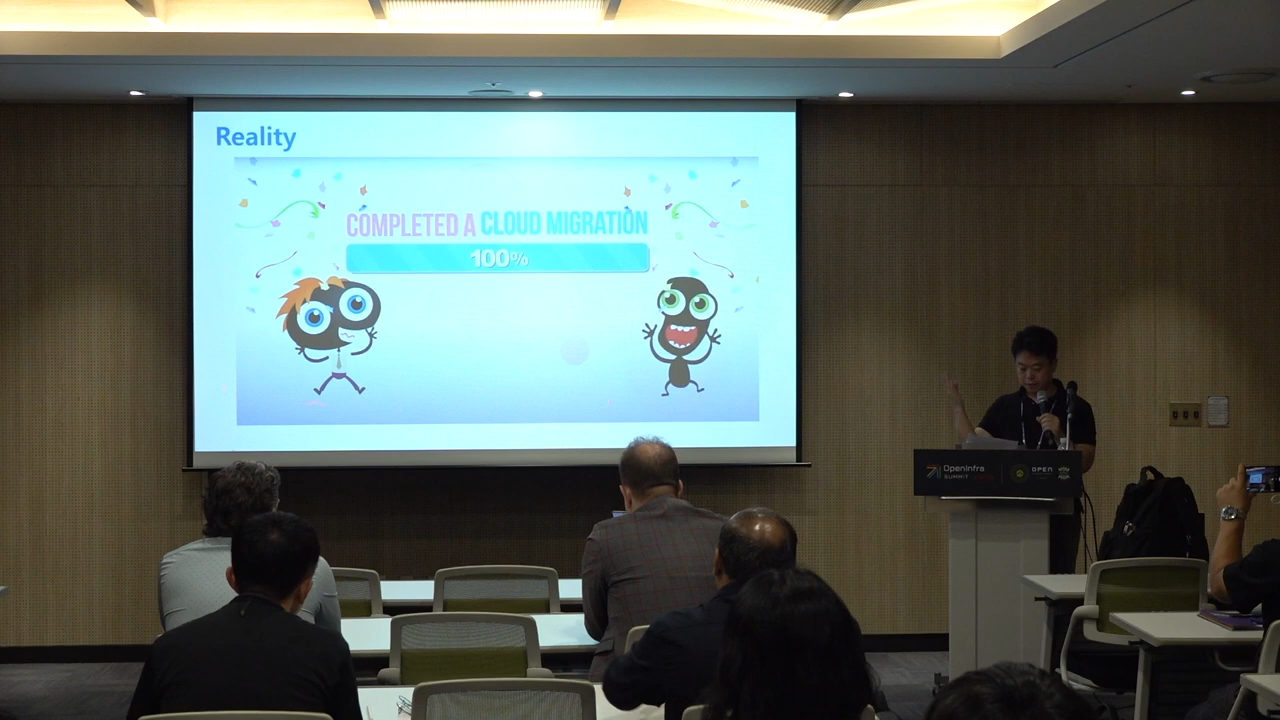 Reality
COMPLETED A CLOUD MIGRATION
100%
OpenInfra
SUMMIT
OPEN